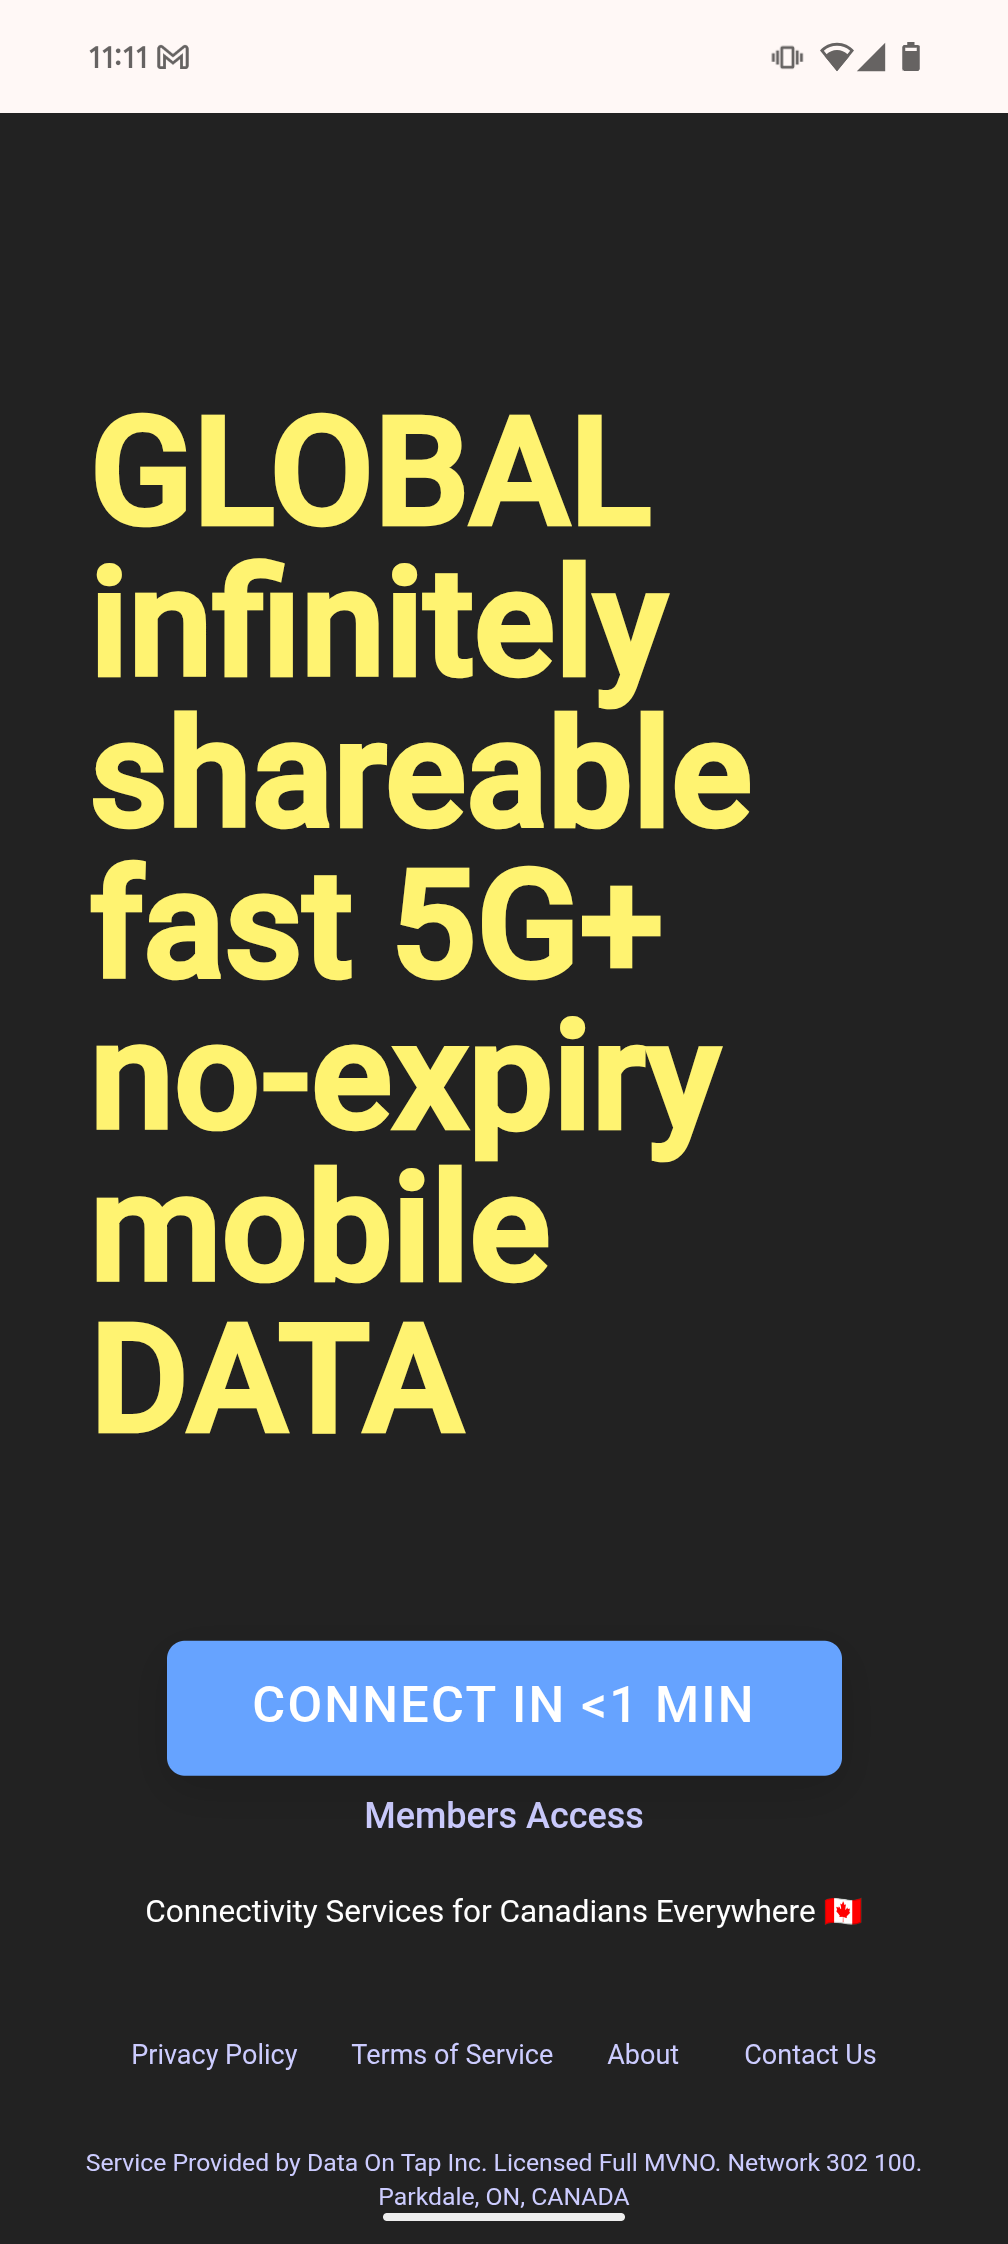 11:11
GLOBAL
infinitely
shareable
fast 5G+
no-expiry
mobile
DATA
CONNECT IN <1 MIN
Members Access
Connectivity Services for Canadians Everywhere 🇨🇦
Privacy Policy Terms of Service About Contact Us
Service Provided by Data On Tap Inc. Licensed Full MVNO. Network 302 100.
Parkdale, ON, CANADA